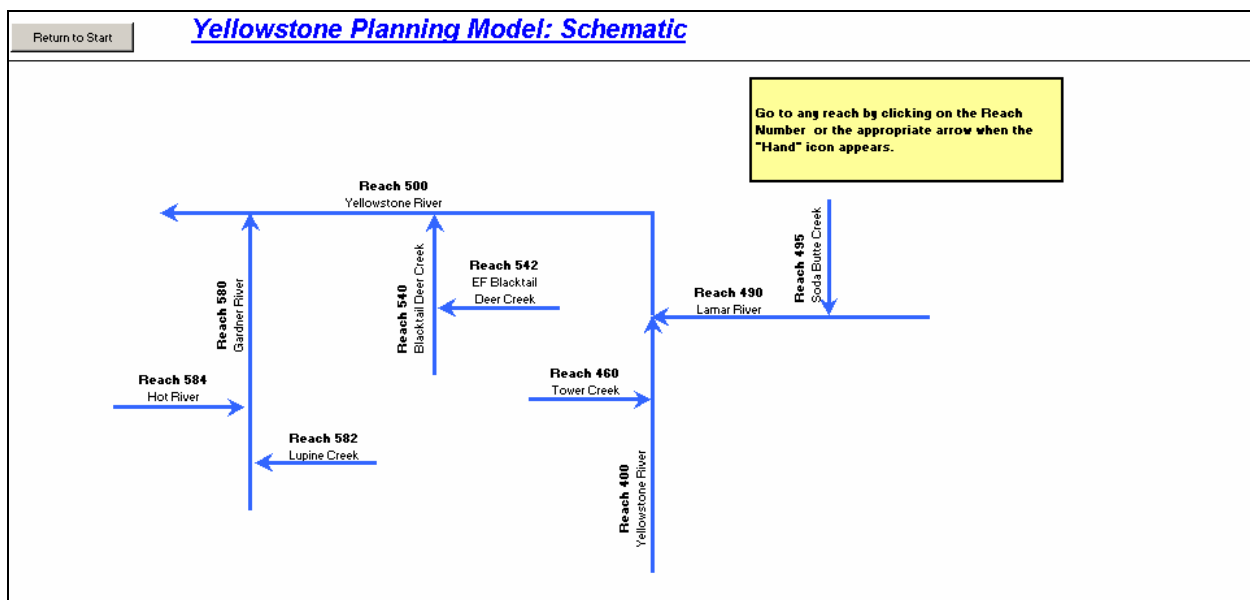 Return to Start
Yellowstone Planning Model: Schematic
Go to any reach by clicking on the Reach
Number or the appropriate arrow when the
"Hand" icon appears.
Reach 500
Yellowstone River
Reach 495
Soda Butte Creek
Reach 542
EF Blacktail
Deer Creek
Reach 540
Blacktail Deer Creek
Reach 490
Lamar River
Reach 580
Gardner River
Reach 584
Hot River
Reach 460
Tower Creek
Reach 582
Lupine Creek
Reach 400
Yellowstone River